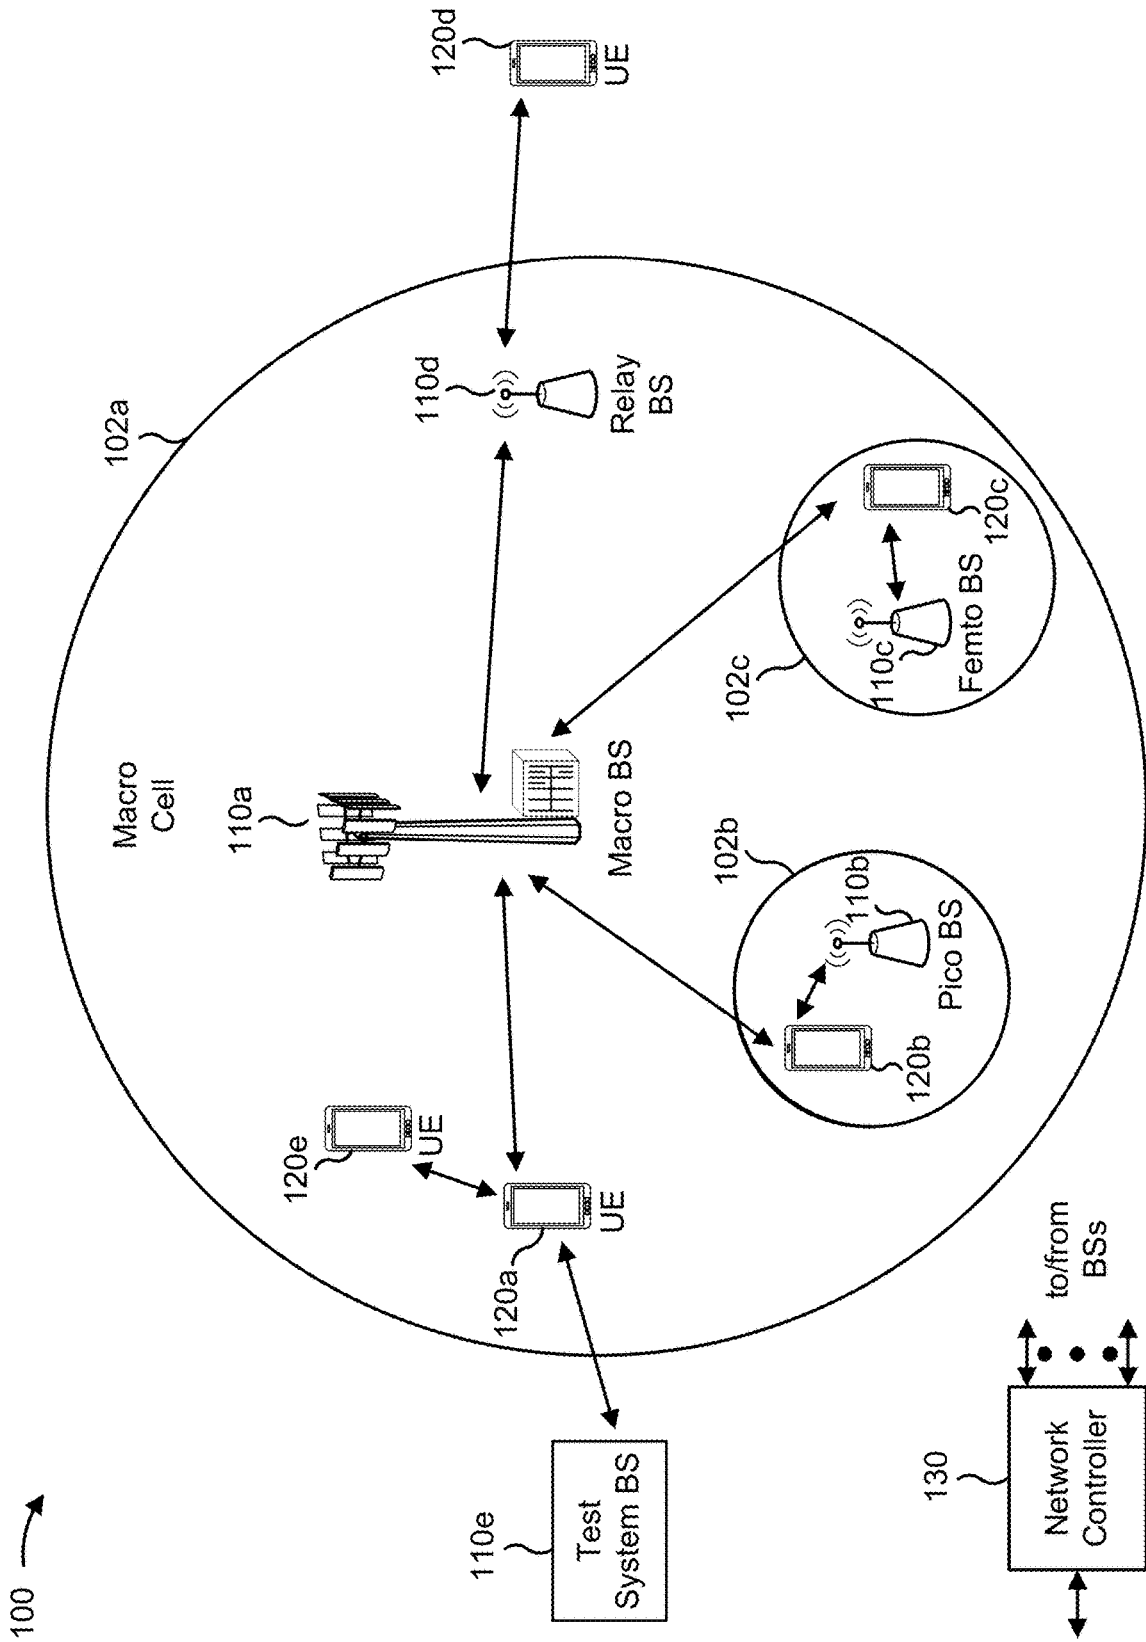 100
102a
Macro
Cell
110a
120d
UE
110d
Relay
BS
120e
UE
120a
UE
Macro BS
110e
Test
System BS
102b
110b
Pico BS
120b
102c
110c
Femto BS
120c
130
Network
Controller
to/from
BSs